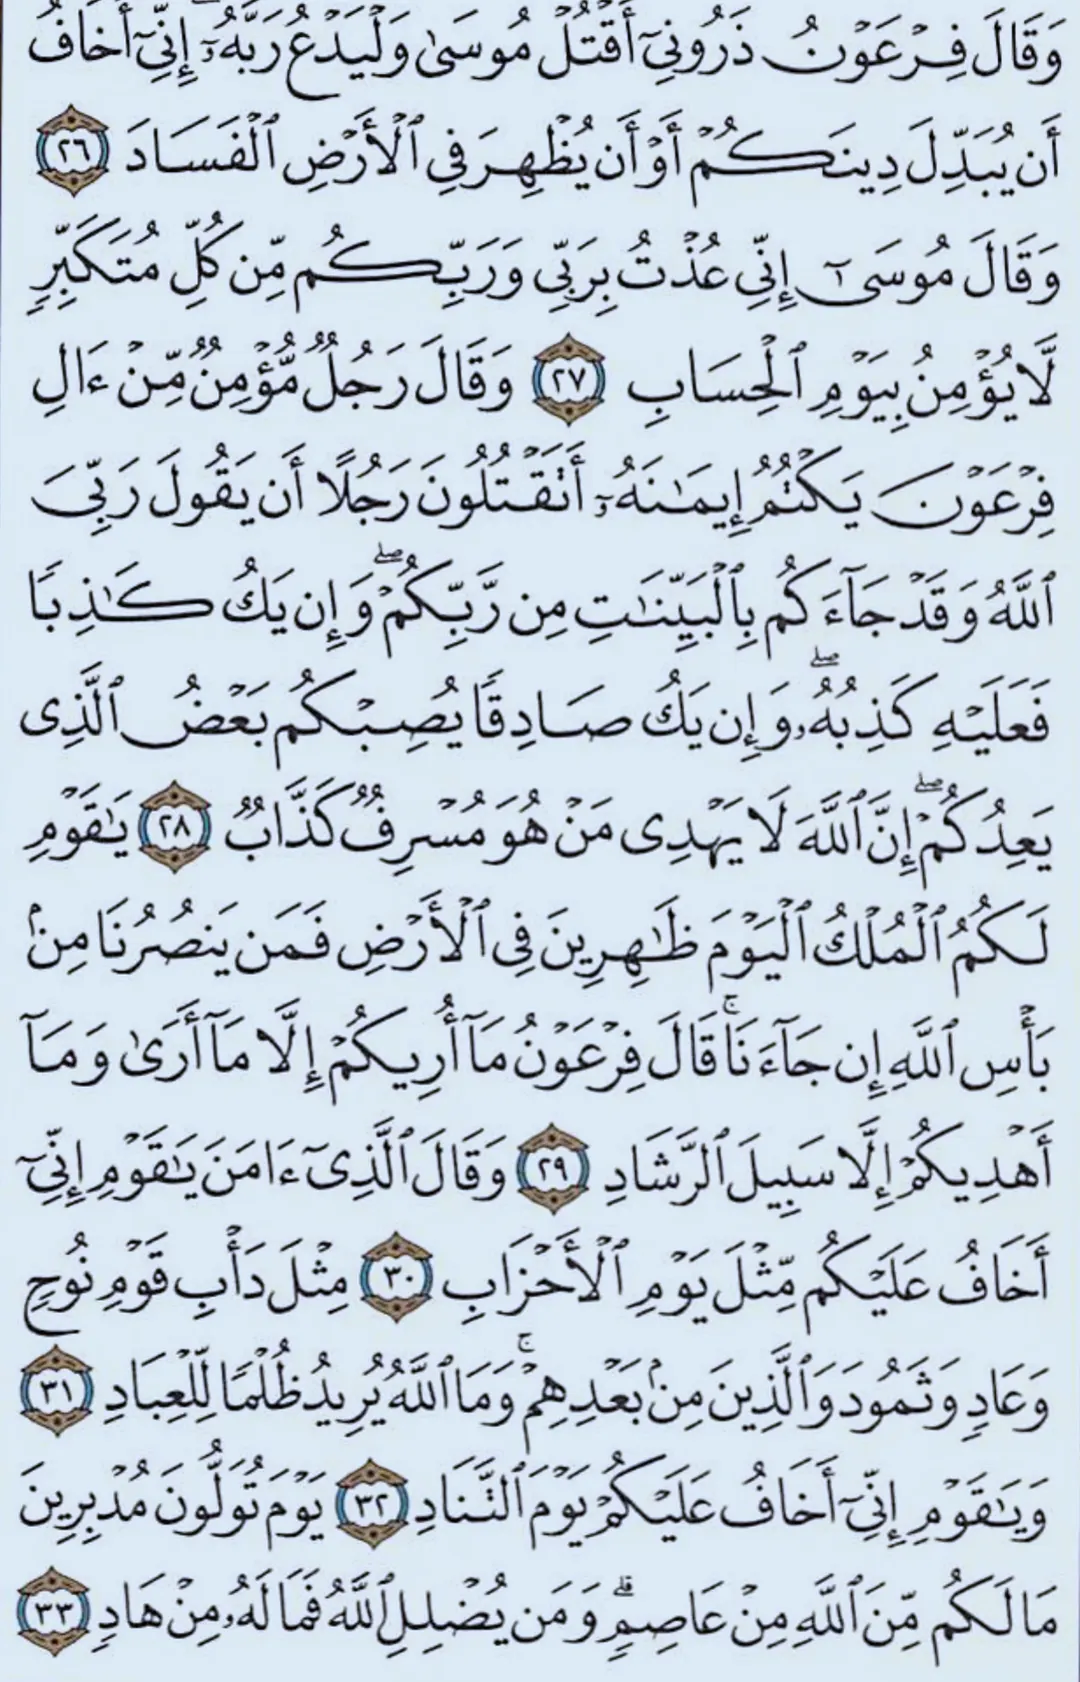 وَقَالَ فِرْعَوْنُ ذَرُونِىٓ أَقْتُلْ مُوسَىٰ وَلْيَدْعُ رَبَّهُۥٓ إِنِّىٓ أَخَافُ
أَن يُبَدِّلَ دِينَكُمْ أَوْ أَن يُظْهِرَ فِى ٱلْأَرْضِ ٱلْفَسَادَ ٢٦
وَقَالَ مُوسَىٰٓ إِنِّى عُذْتُ بِرَبِّى وَرَبِّكُم مِّن كُلِّ مُتَكَبِّرٍ
لَّا يُؤْمِنُ بِيَوْمِ ٱلْحِسَابِ ٢٧ وَقَالَ رَجُلٌ مُّؤْمِنٌ مِّنْ ءَالِ
فِرْعَوْنَ يَكْتُمُ إِيمَـٰنَهُۥٓ أَتَقْتُلُونَ رَجُلًا أَن يَقُولَ رَبِّىَ
ٱللَّهُ وَقَدْ جَآءَكُم بِٱلْبَيِّنَـٰتِ مِن رَّبِّكُمْ ۖ وَإِن يَكُ كَـٰذِبًا
فَعَلَيْهِ كَذِبُهُۥ ۖ وَإِن يَكُ صَادِقًا يُصِبْكُم بَعْضُ ٱلَّذِى
يَعِدُكُمْ ۖ إِنَّ ٱللَّهَ لَا يَهْدِى مَنْ هُوَ مُسْرِفٌ كَذَّابٌ ٢٨ يَـٰقَوْمِ
لَكُمُ ٱلْمُلْكُ ٱلْيَوْمَ ظَـٰهِرِينَ فِى ٱلْأَرْضِ فَمَن يَنصُرُنَا مِنۢ
بَأْسِ ٱللَّهِ إِن جَآءَنَا ۚ قَالَ فِرْعَوْنُ مَآ أُرِيكُمْ إِلَّا مَآ أَرَىٰ وَمَآ
أَهْدِيكُمْ إِلَّا سَبِيلَ ٱلرَّشَادِ ٢٩ وَقَالَ ٱلَّذِىٓ ءَامَنَ يَـٰقَوْمِ إِنِّىٓ
أَخَافُ عَلَيْكُم مِّثْلَ يَوْمِ ٱلْأَحْزَابِ ٣٠ مِثْلَ دَأْبِ قَوْمِ نُوحٍ
وَعَادٍ وَثَمُودَ وَٱلَّذِينَ مِنۢ بَعْدِهِمْ ۚ وَمَا ٱللَّهُ يُرِيدُ ظُلْمًا لِّلْعِبَادِ ٣١
وَيَـٰقَوْمِ إِنِّىٓ أَخَافُ عَلَيْكُمْ يَوْمَ ٱلتَّنَادِ ٣٢ يَوْمَ تُوَلُّونَ مُدْبِرِينَ
مَا لَكُم مِّنَ ٱللَّهِ مِنْ عَاصِمٍ ۗ وَمَن يُضْلِلِ ٱللَّهُ فَمَا لَهُۥ مِنْ هَادٍ ٣٣